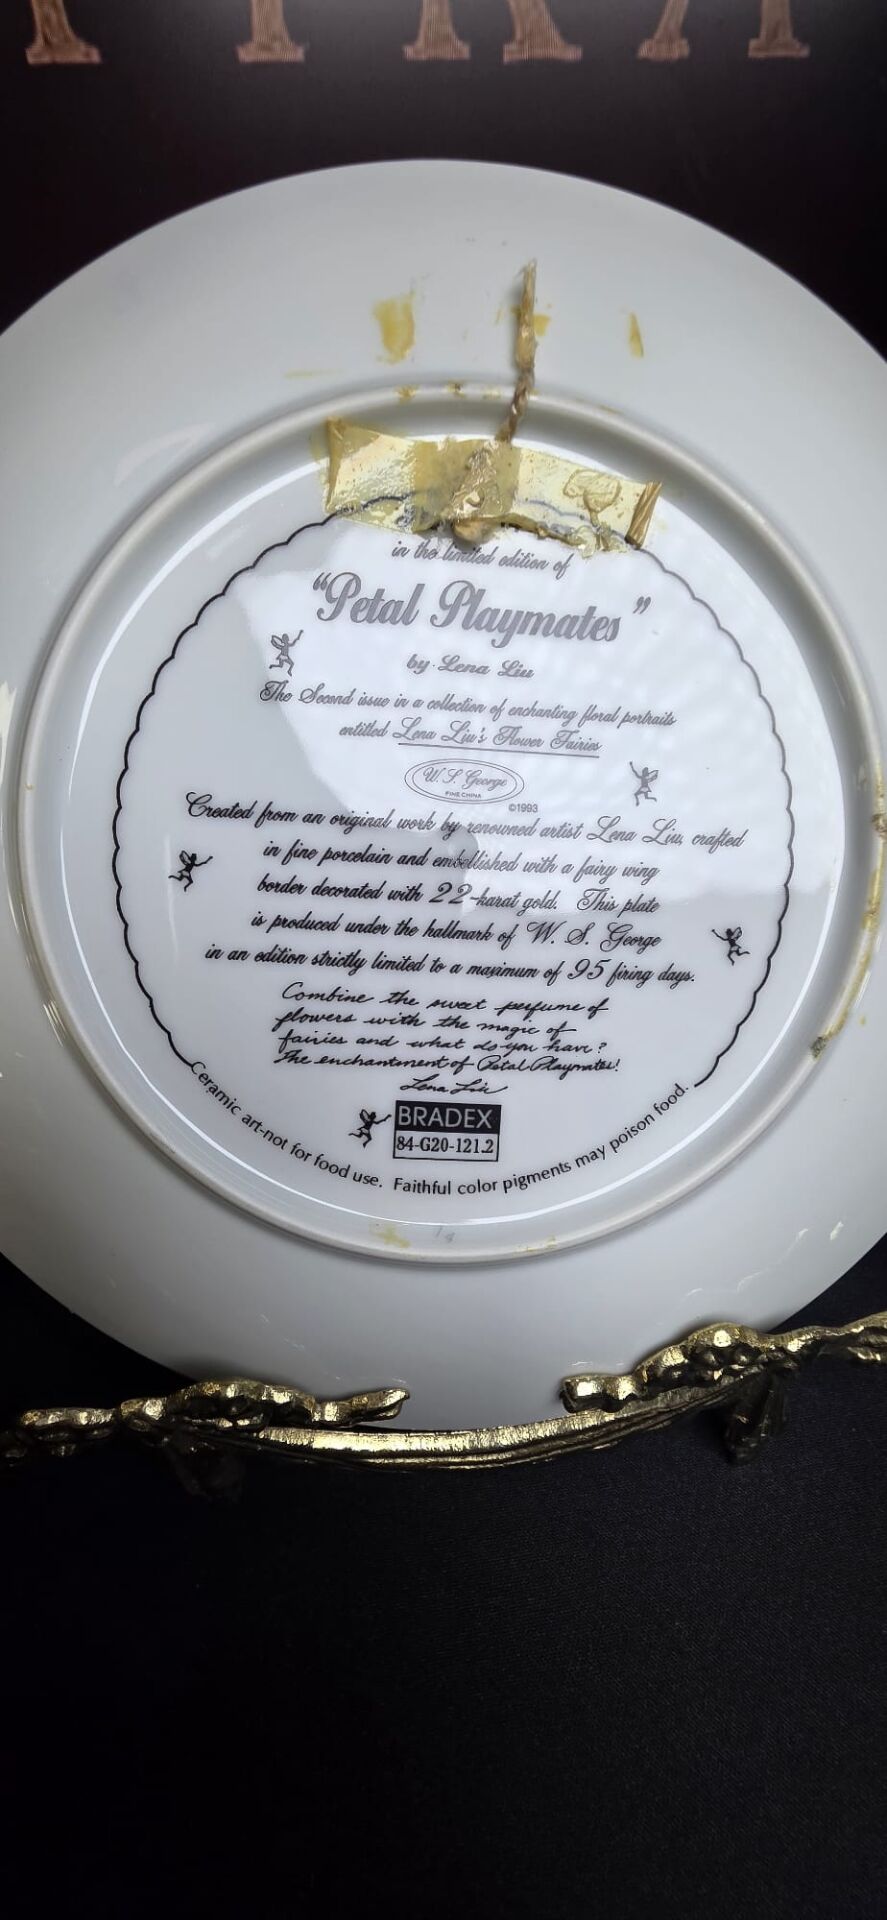 in the limited edition of
"Petal Playmates"
by Lena Liu
The Second issue in a collection of enchanting floral portraits
entitled Lena Liu's Flower Fairies
W. S. George
FINE CHINA
©1993
Created from an original work by renowned artist Lena Liu, crafted
in fine porcelain and embellished with a fairy wing
border decorated with 22-karat gold. This plate
is produced under the hallmark of W. S. George
in an edition strictly limited to a maximum of 95 firing days.
Combine the sweet perfume of
flowers with the magic of
fairies and what do you have?
The enchantment of Petal Playmates!
Lena Liu
BRADEX
84-G20-121.2
Ceramic art-not for food use. Faithful color pigments may poison food.